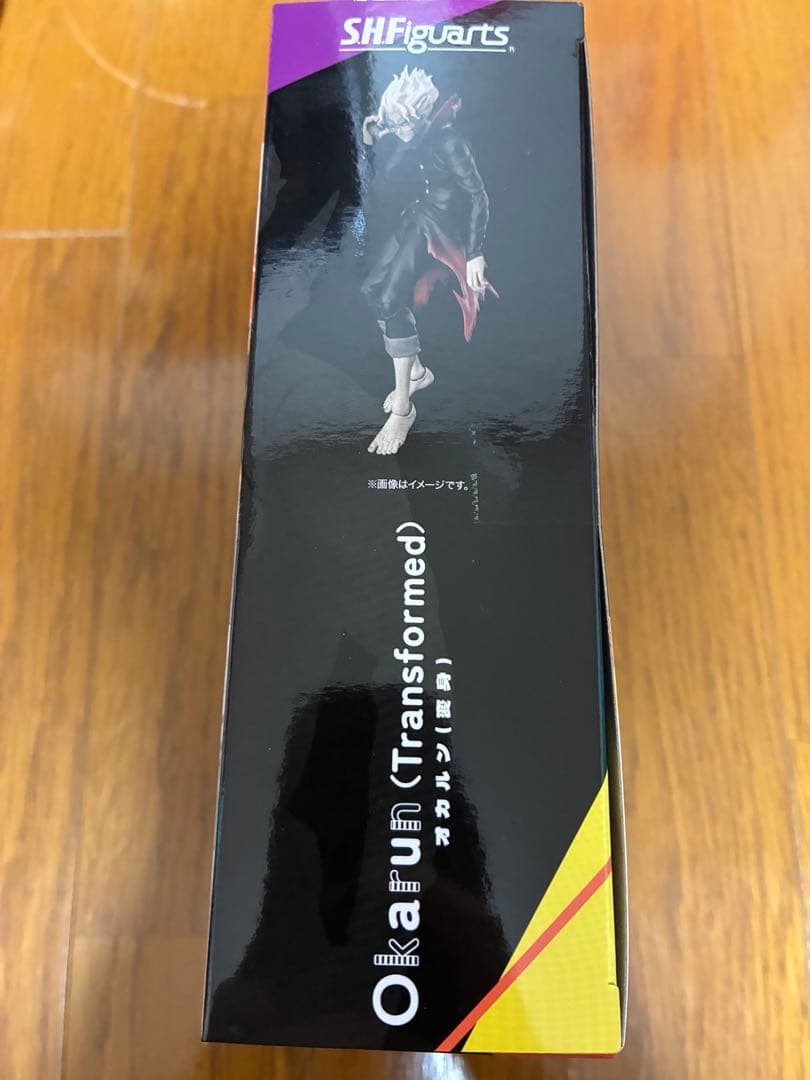 S.H.Figuarts
®
※画像はイメージです。
Okarun (Transformed)
オカルン(変身)